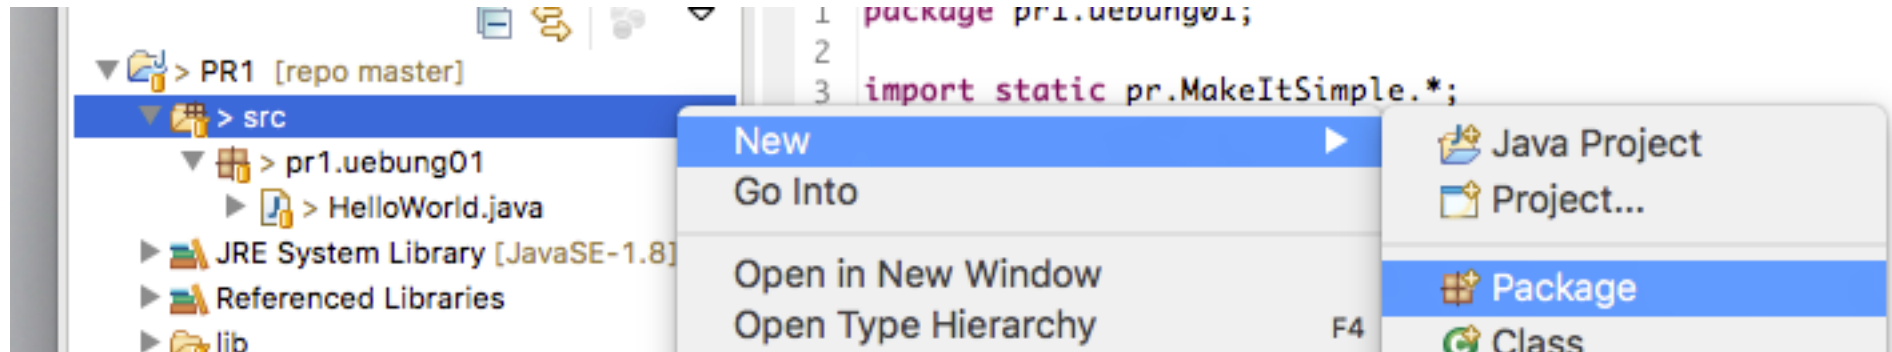 > PR1 [repo master]
> src
> pr1.uebung01
> HelloWorld.java
JRE System Library [JavaSE-1.8]
Referenced Libraries
lib
1 package pr1.uebung01;
2
3 import static pr.MakeItSimple.*;
New
Go Into
Open in New Window
Open Type Hierarchy F4
Java Project
Project...
Package
Class